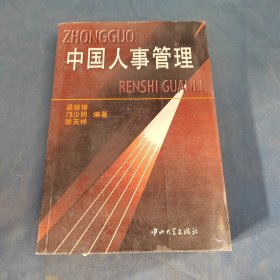 ZHONGGUO
中国人事管理
RENSHI GUANLI
梁裕楷
邝少明 编著
陈天祥
中山大学出版社